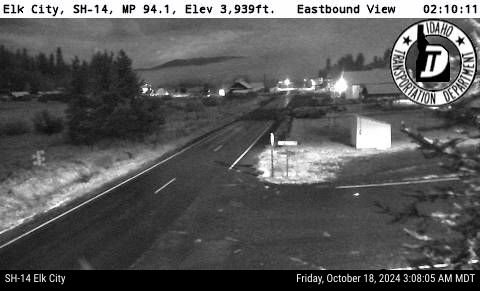 Elk City, SH-14, MP 94.1, Elev 3,939ft. Eastbound View 02:10:11
IDAHO
TRANSPORTATION DEPARTMENT
SH-14 Elk City Friday, October 18, 2024 3:08:05 AM MDT